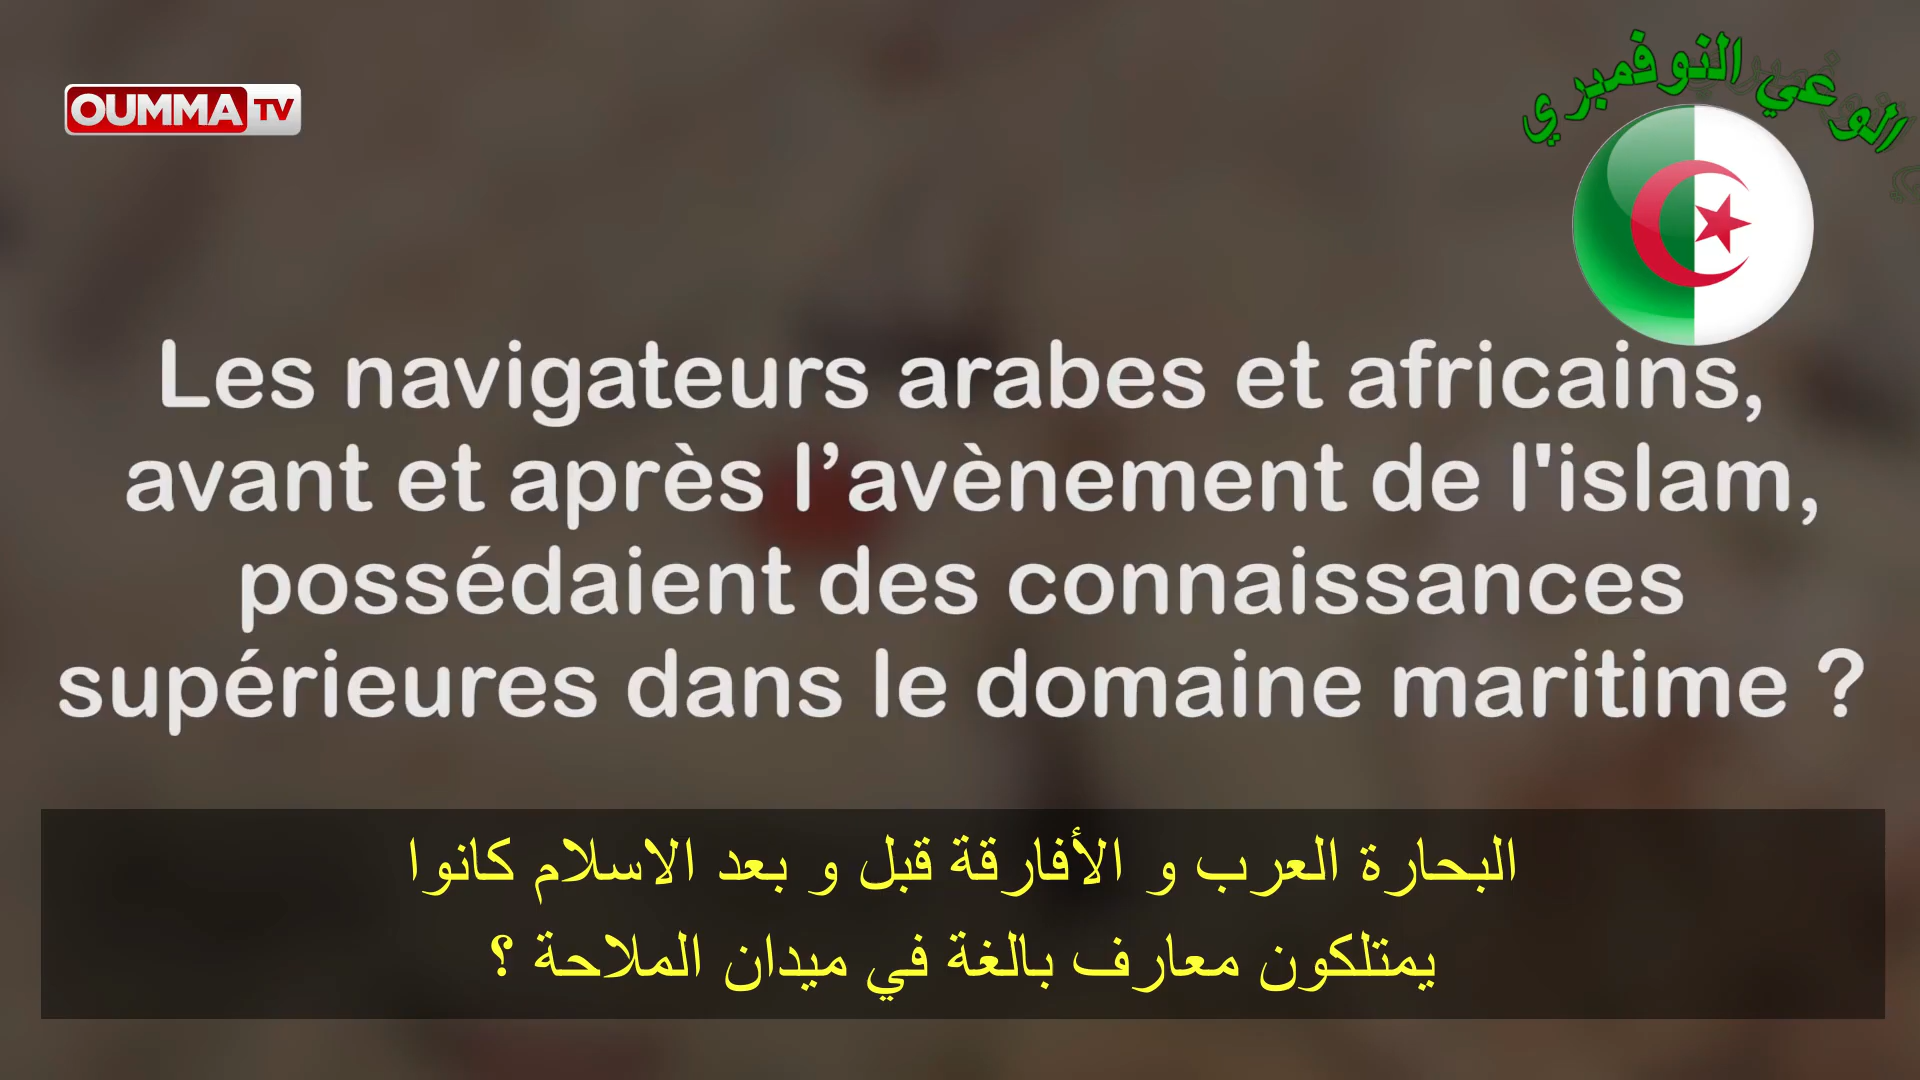 OUMMA TV
الوعي النوفمبري
Les navigateurs arabes et africains,
avant et après l’avènement de l'islam,
possédaient des connaissances
supérieures dans le domaine maritime ?
البحارة العرب و الأفارقة قبل و بعد الاسلام كانوا
يمتلكون معارف بالغة في ميدان الملاحة ؟